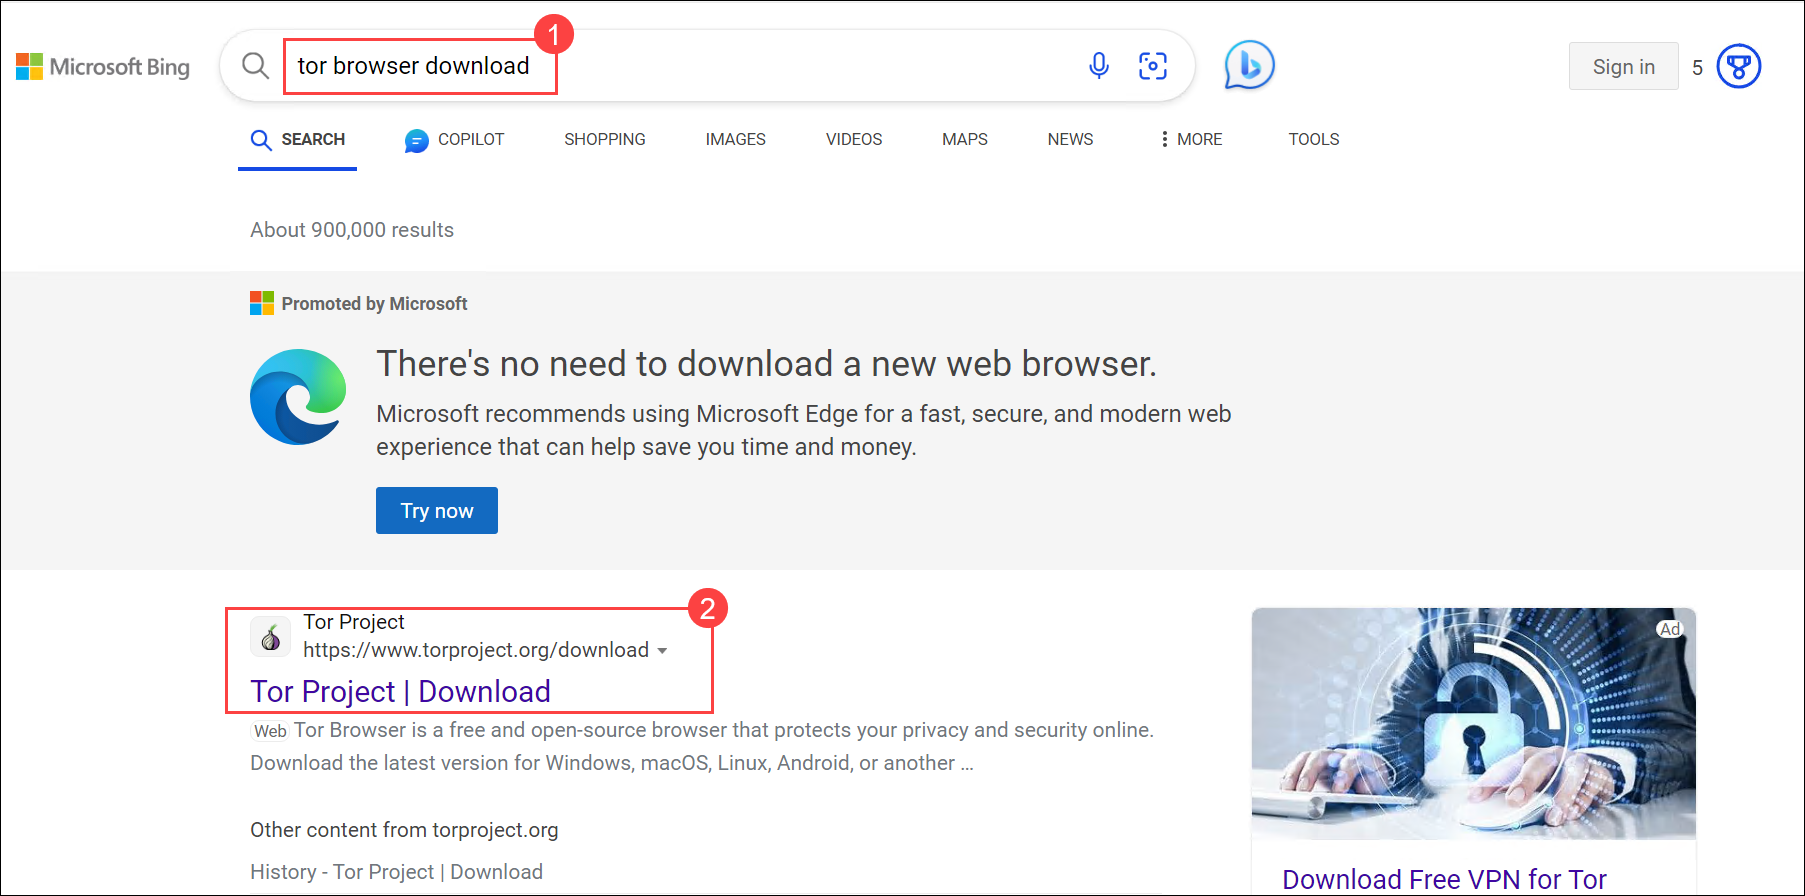 Microsoft Bing
tor browser download
1
Sign in
5
SEARCH
COPILOT
SHOPPING
IMAGES
VIDEOS
MAPS
NEWS
MORE
TOOLS
About 900,000 results
Promoted by Microsoft
There's no need to download a new web browser.
Microsoft recommends using Microsoft Edge for a fast, secure, and modern web
experience that can help save you time and money.
Try now
2
Tor Project
https://www.torproject.org/download
Tor Project | Download
Web Tor Browser is a free and open-source browser that protects your privacy and security online.
Download the latest version for Windows, macOS, Linux, Android, or another ...
Other content from torproject.org
History - Tor Project | Download
Ad
Download Free VPN for Tor